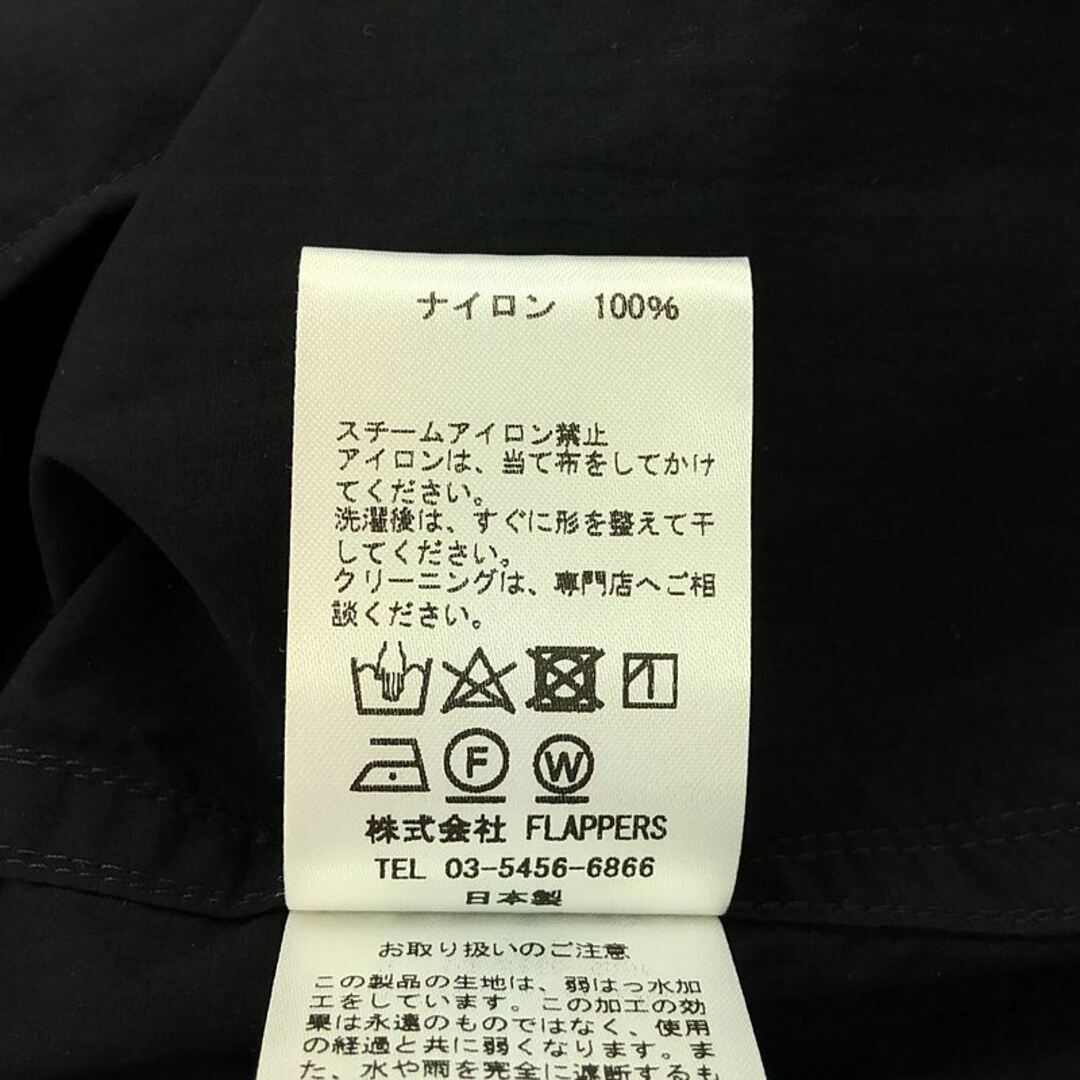 ナイロン 100%
スチームアイロン禁止
アイロンは、当て布をしてかけ
てください。
洗濯後は、すぐに形を整えて干
してください。
クリーニングは、専門店へご相
談ください。
F W
株式会社 FLAPPERS
TEL 03-5456-6866
日本製
お取り扱いのご注意
この製品の生地は、弱はっ水加
工をしています。この加工の効
果は永遠のものではなく、使用
の経過と共に弱くなります。ま
た、水や雨を完全に遮断するも